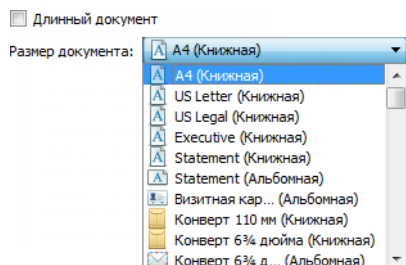 Длинный документ
Размер документа: A4 (Книжная)
A4 (Книжная)
US Letter (Книжная)
US Legal (Книжная)
Executive (Книжная)
Statement (Книжная)
Statement (Альбомная)
Визитная кар... (Альбомная)
Конверт 110 мм (Книжная)
Конверт 6¾ дюйма (Книжная)
Конверт 6¾ д... (Альбомная)